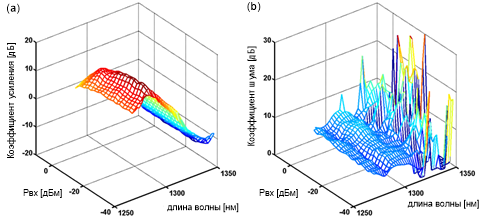 (a)
Коэффициент усиления [дБ]
20
10
0
-10
-20
0
-20
-40
Рвх [дБм]
1250
1300
1350
длина волны [нм]
(b)
Коэффициент ш ума [дБ]
30
20
10
0
0
-20
-40
Рвх [дБм]
1250
1300
1350
длина волны [нм]